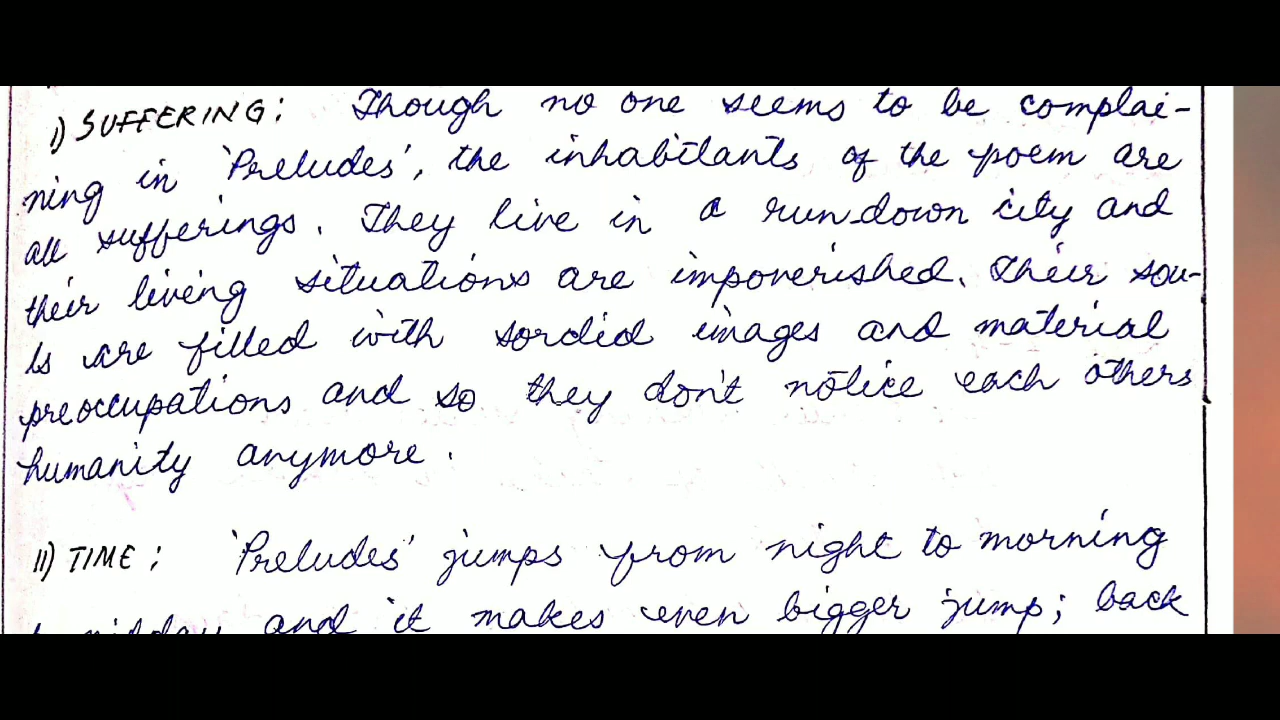 I) SUFFERING: Though no one seems to be complai-
ning in 'Preludes', the inhabitants of the poem are
all sufferings. They live in a run down city and
their living situations are impoverished. Their sou-
ls are filled with sordid images and material
preoccupations and so they don't notice each others
humanity anymore.
II) TIME: 'Preludes' jumps from night to morning
midday and it makes even bigger jump; back